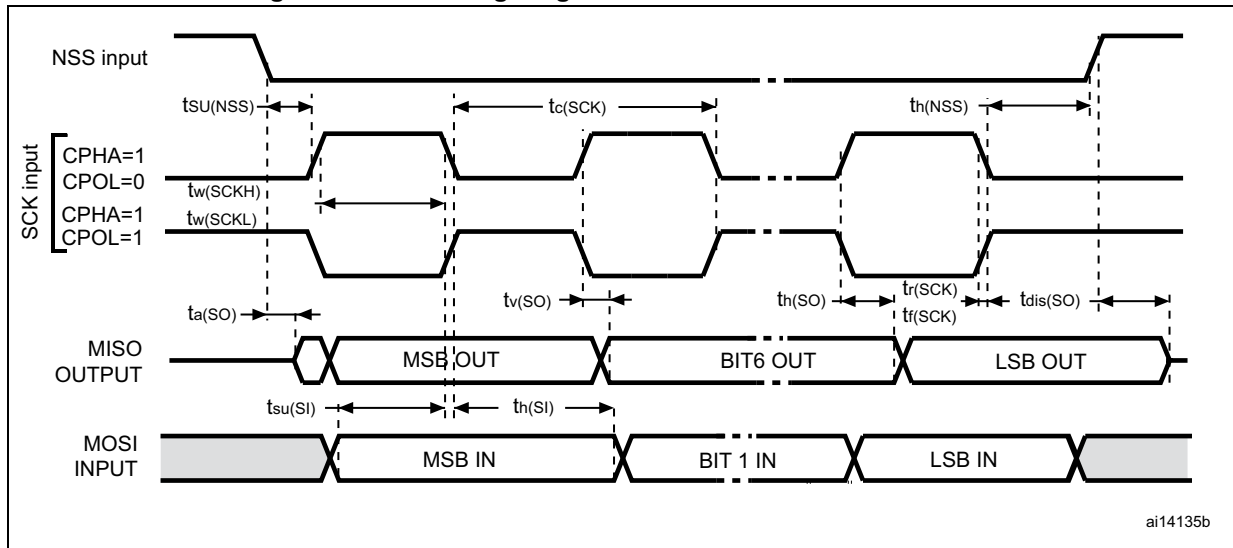 NSS input
tSU(NSS)
tc(SCK)
th(NSS)
SCK input
CPHA=1
CPOL=0
tw(SCKH)
CPHA=1
tw(SCKL)
CPOL=1
tv(SO)
th(SO)
tr(SCK)
tf(SCK)
tdis(SO)
ta(SO)
MISO
OUTPUT
MSB OUT
BIT6 OUT
LSB OUT
tsu(SI)
th(SI)
MOSI
INPUT
MSB IN
BIT 1 IN
LSB IN
ai14135b